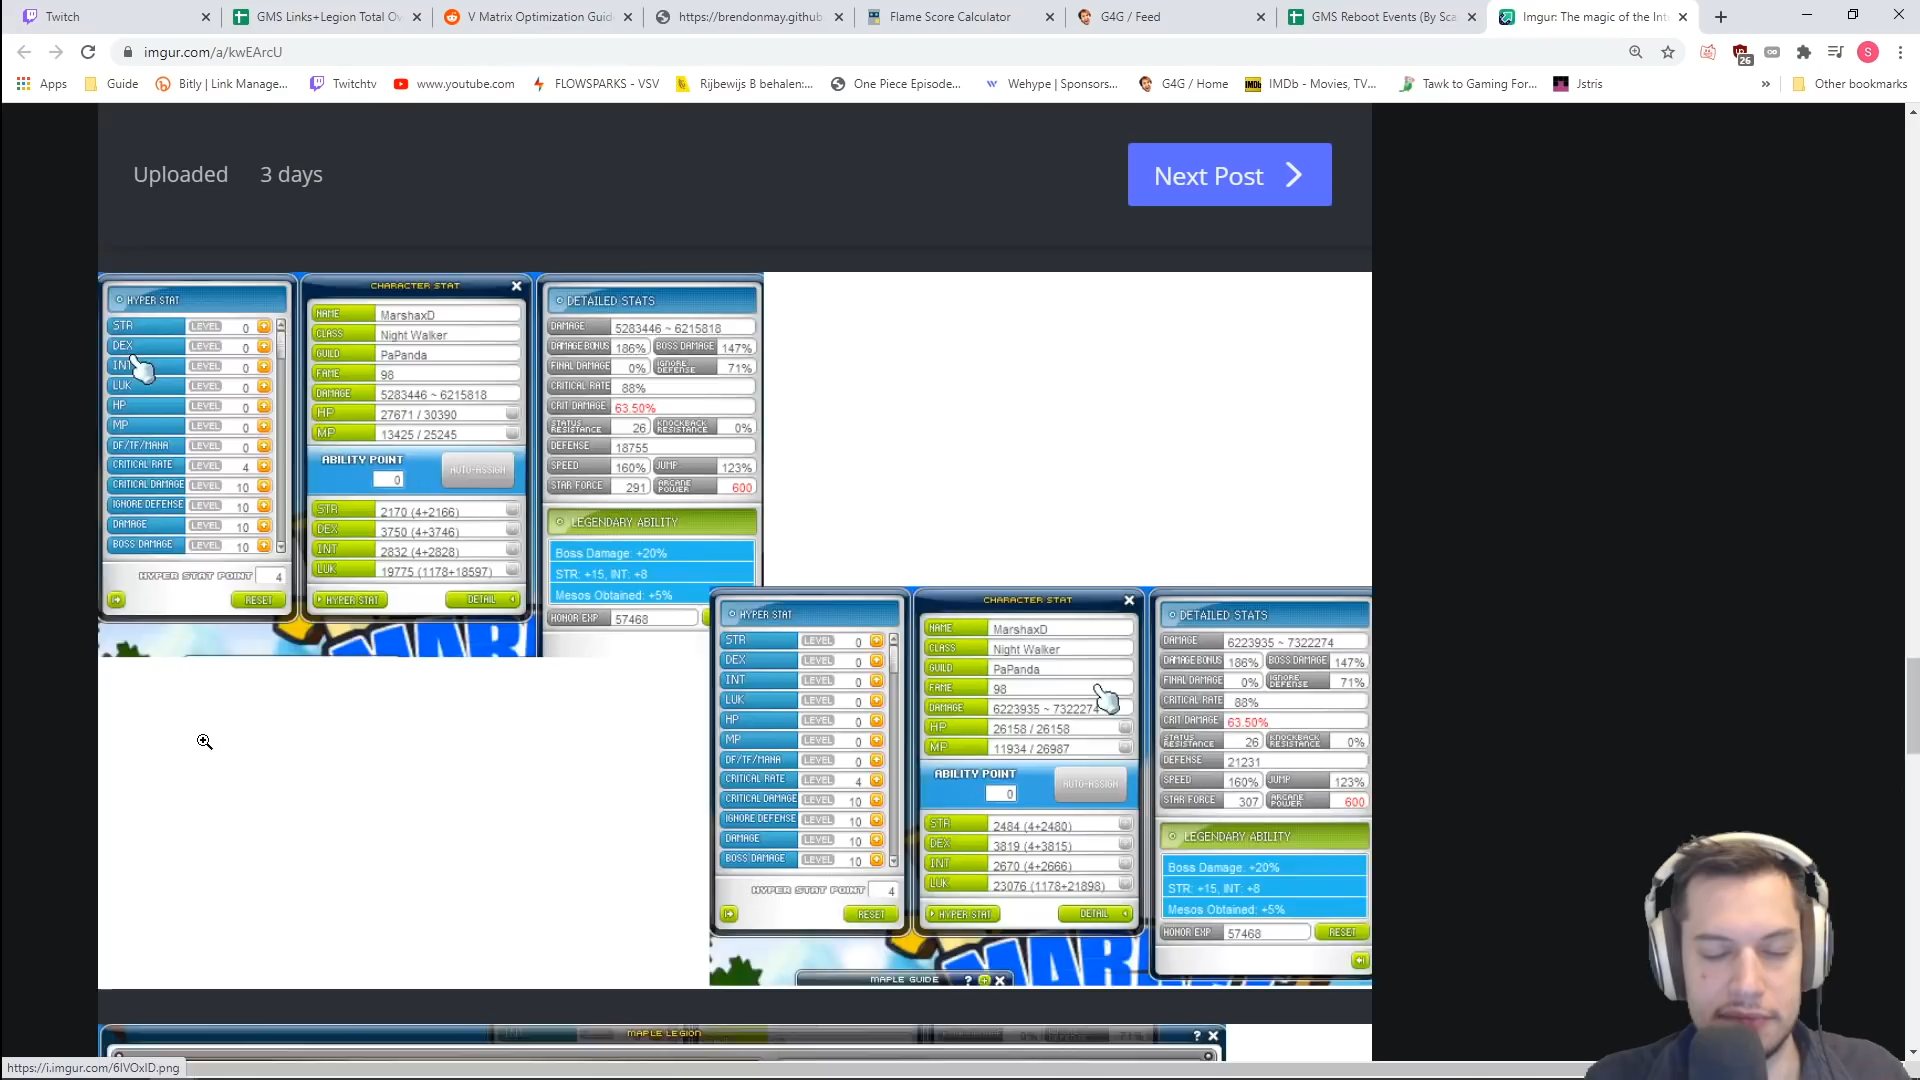 Twitch
GMS Links+Legion Total Ov
V Matrix Optimization Guid
https://brendonmay.github
Flame Score Calculator
G4G / Feed
GMS Reboot Events (By Sca
Imgur: The magic of the Int
imgur.com/a/kwEArcU
26
S
Apps
Guide
Bitly | Link Manage...
Twitchtv
www.youtube.com
FLOWSPARKS - VSV
Rijbewijs B behalen:...
One Piece Episode...
Wehype | Sponsors...
G4G / Home
IMDb - Movies, TV...
Tawk to Gaming For...
Jstris
Other bookmarks
Uploaded 3 days
Next Post
HYPER STAT
STR LEVEL 0
DEX LEVEL 0
INT LEVEL 0
LUK LEVEL 0
HP LEVEL 0
MP LEVEL 0
DF/TF/MANA LEVEL 0
CRITICAL RATE LEVEL 4
CRITICAL DAMAGE LEVEL 10
IGNORE DEFENSE LEVEL 10
DAMAGE LEVEL 10
BOSS DAMAGE LEVEL 10
HYPER STAT POINT 4
RESET
CHARACTER STAT
NAME MarshaxD
CLASS Night Walker
GUILD PaPanda
FAME 98
DAMAGE 5283446 ~ 6215818
HP 27671 / 30390
MP 13425 / 25245
ABILITY POINT
0
AUTO-ASSIGN
STR 2170 (4+2166)
DEX 3750 (4+3746)
INT 2832 (4+2828)
LUK 19775 (1178+18597)
HYPER STAT
DETAIL
DETAILED STATS
DAMAGE 5283446 ~ 6215818
DAMAGE BONUS 186% BOSS DAMAGE 147%
FINAL DAMAGE 0% IGNORE DEFENSE 71%
CRITICAL RATE 88%
CRIT DAMAGE 63.50%
STATUS RESISTANCE 26 KNOCKBACK RESISTANCE 0%
DEFENSE 18755
SPEED 160% JUMP 123%
STAR FORCE 291 ARCANE POWER 600
LEGENDARY ABILITY
Boss Damage: +20%
STR: +15, INT: +8
Mesos Obtained: +5%
HONOR EXP 57468
HYPER STAT
STR LEVEL 0
DEX LEVEL 0
INT LEVEL 0
LUK LEVEL 0
HP LEVEL 0
MP LEVEL 0
DF/TF/MANA LEVEL 0
CRITICAL RATE LEVEL 4
CRITICAL DAMAGE LEVEL 10
IGNORE DEFENSE LEVEL 10
DAMAGE LEVEL 10
BOSS DAMAGE LEVEL 10
HYPER STAT POINT 4
RESET
CHARACTER STAT
NAME MarshaxD
CLASS Night Walker
GUILD PaPanda
FAME 98
DAMAGE 6223935 ~ 7322274
HP 26158 / 26158
MP 11934 / 26987
ABILITY POINT
0
AUTO-ASSIGN
STR 2484 (4+2480)
DEX 3819 (4+3815)
INT 2670 (4+2666)
LUK 23076 (1178+21898)
HYPER STAT
DETAIL
DETAILED STATS
DAMAGE 6223935 ~ 7322274
DAMAGE BONUS 186% BOSS DAMAGE 147%
FINAL DAMAGE 0% IGNORE DEFENSE 71%
CRITICAL RATE 88%
CRIT DAMAGE 63.50%
STATUS RESISTANCE 26 KNOCKBACK RESISTANCE 0%
DEFENSE 21231
SPEED 160% JUMP 123%
STAR FORCE 307 ARCANE POWER 600
LEGENDARY ABILITY
Boss Damage: +20%
STR: +15, INT: +8
Mesos Obtained: +5%
HONOR EXP 57468
RESET
MAPLE GUIDE
MAPLE LEGION
https://i.imgur.com/6IVOxID.png